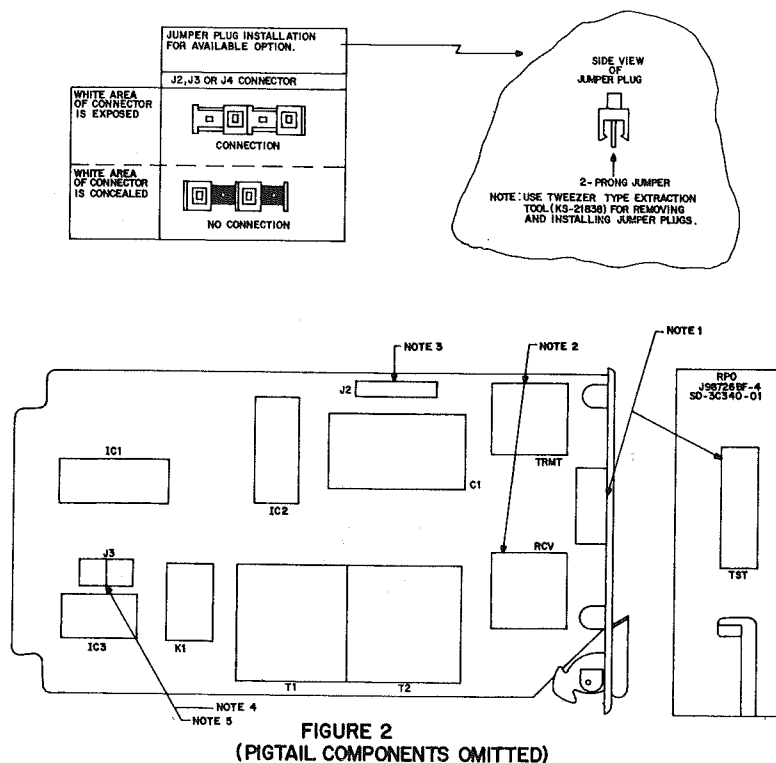 JUMPER PLUG INSTALLATION
FOR AVAILABLE OPTION.
J2,J3 OR J4 CONNECTOR
WHITE AREA
OF CONNECTOR
IS EXPOSED
CONNECTION
WHITE AREA
OF CONNECTOR
IS CONCEALED
NO CONNECTION
SIDE VIEW
OF
JUMPER PLUG
2-PRONG JUMPER
NOTE: USE TWEEZER TYPE EXTRACTION
TOOL(KS-21838) FOR REMOVING
AND INSTALLING JUMPER PLUGS.
NOTE 3
NOTE 2
NOTE 1
J2
IC1
IC2
C1
TRMT
RPO
J98726BF-4
SD-3C340-01
J3
RCV
TST
IC3
K1
T1
T2
NOTE 4
NOTE 5
FIGURE 2
(PIGTAIL COMPONENTS OMITTED)